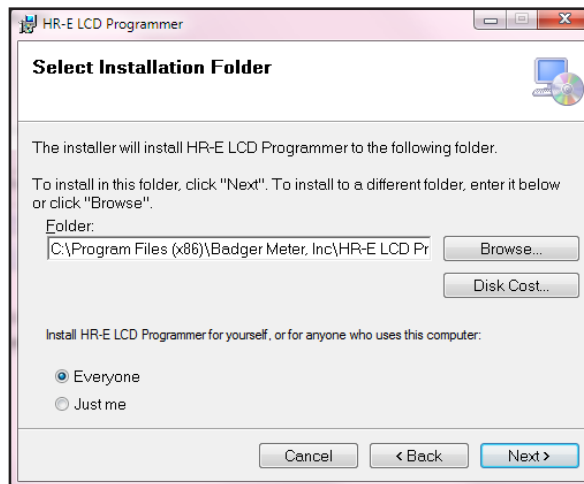 HR-E LCD Programmer
Select Installation Folder
The installer will install HR-E LCD Programmer to the following folder.
To install in this folder, click "Next". To install to a different folder, enter it below
or click "Browse".
Folder:
C:\Program Files (x86)\Badger Meter, Inc\HR-E LCD Pr
Browse...
Disk Cost...
Install HR-E LCD Programmer for yourself, or for anyone who uses this computer:
Everyone
Just me
Cancel
< Back
Next >